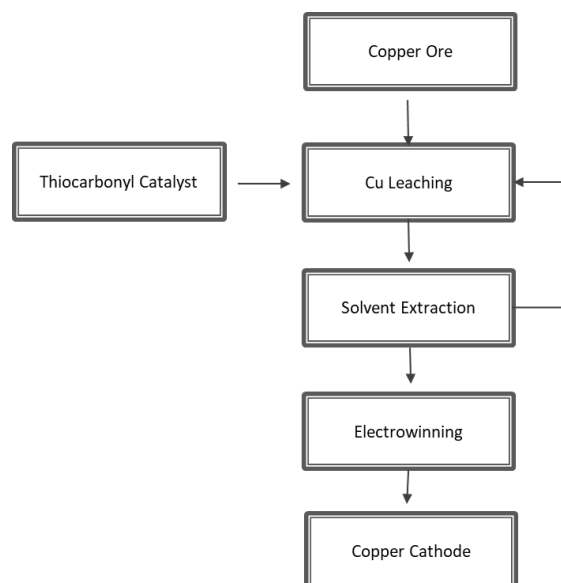 Copper Ore
Thiocarbonyl Catalyst
Cu Leaching
Solvent Extraction
Electrowinning
Copper Cathode